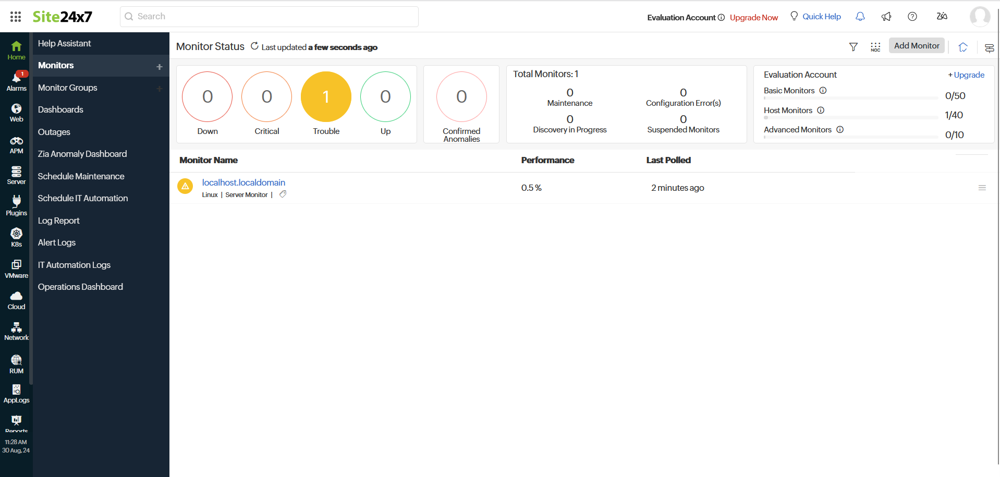 Site24x7
Search
Evaluation Account
Upgrade Now
Quick Help
Home
1
Alarms
Web
APM
Server
Plugins
K8s
VMware
Cloud
Network
RUM
AppLogs
Reports
11:28 AM
30 Aug, 24
Help Assistant
Monitors +
Monitor Groups +
Dashboards
Outages
Zia Anomaly Dashboard
Schedule Maintenance
Schedule IT Automation
Log Report
Alert Logs
IT Automation Logs
Operations Dashboard
Monitor Status Last updated a few seconds ago
NOC
Add Monitor
0
Down
0
Critical
1
Trouble
0
Up
0
Confirmed
Anomalies
Total Monitors: 1
0
Maintenance
0
Configuration Error(s)
0
Discovery in Progress
0
Suspended Monitors
Evaluation Account + Upgrade
Basic Monitors 0/50
Host Monitors 1/40
Advanced Monitors 0/10
Monitor Name Performance Last Polled
localhost.localdomain
Linux | Server Monitor |
0.5 %
2 minutes ago